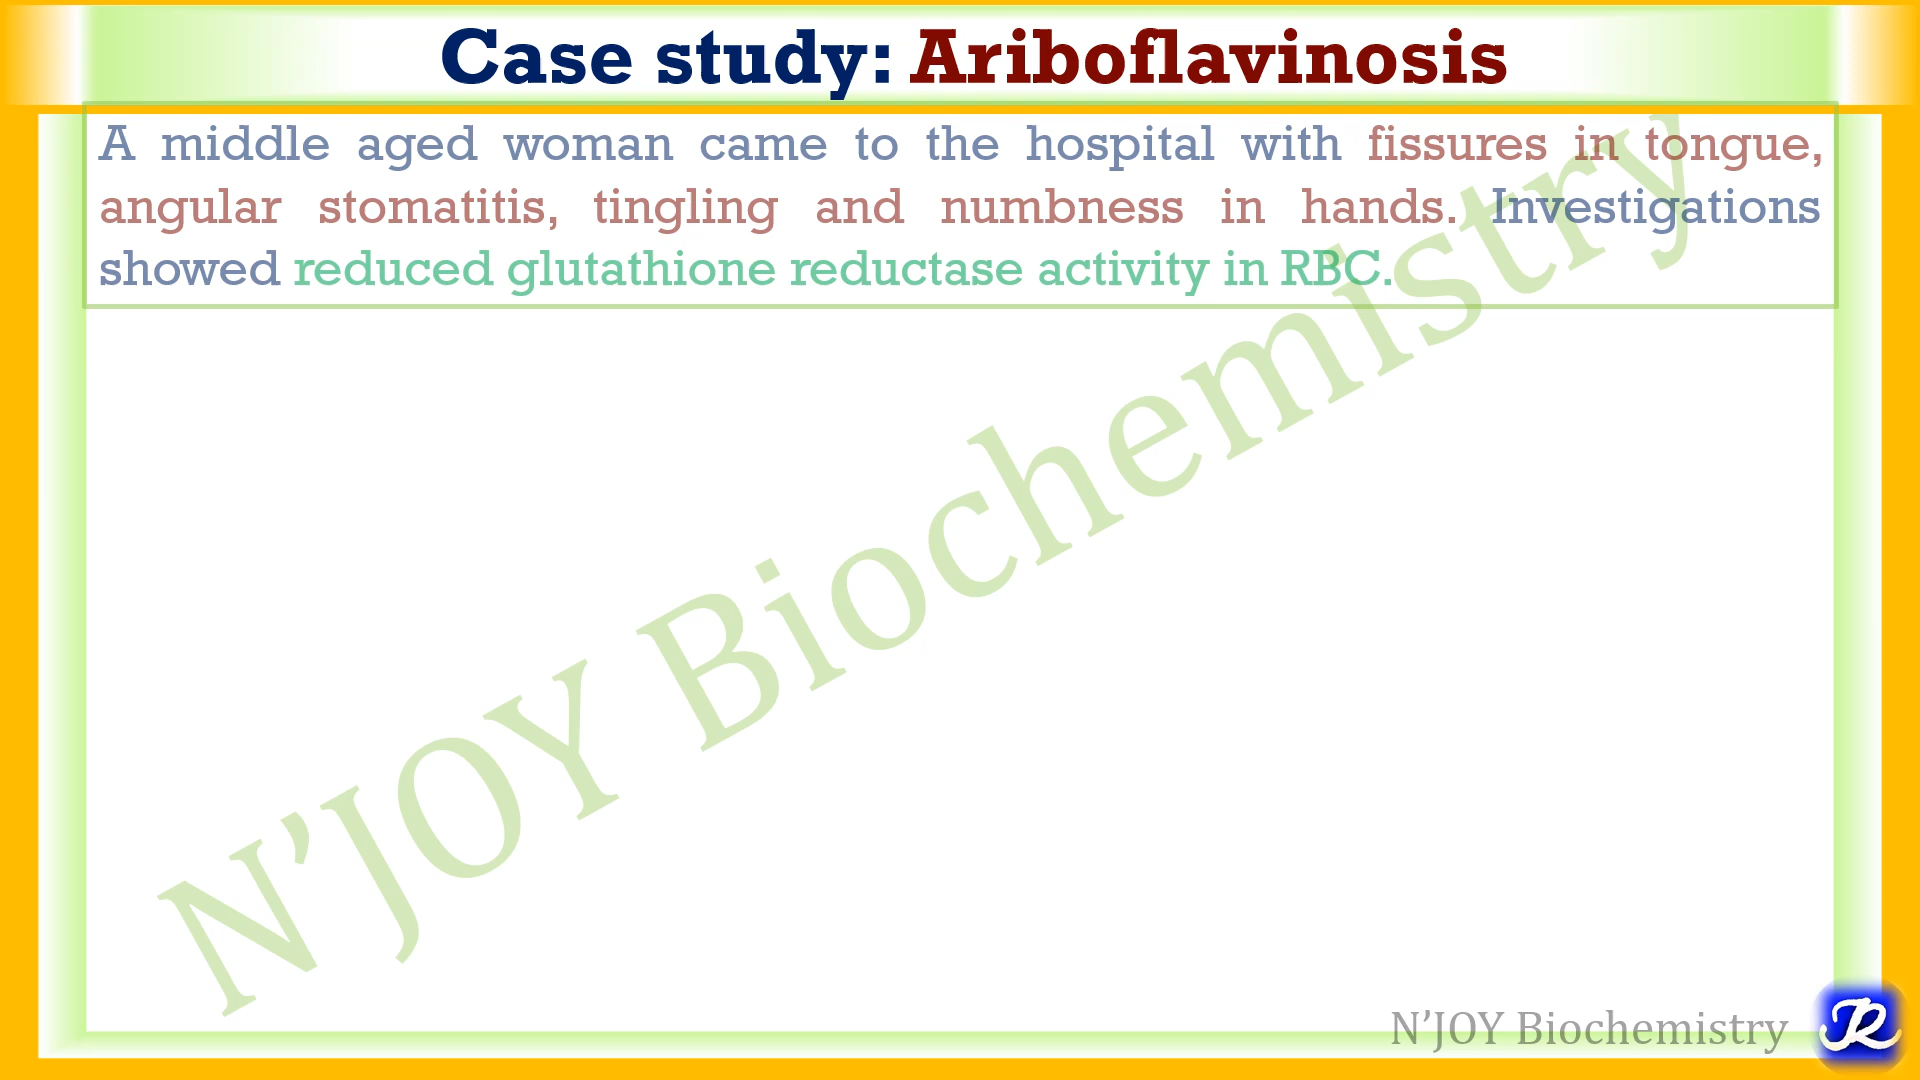 Case study: Ariboflavinosis
A middle aged woman came to the hospital with fissures in tongue,
angular stomatitis, tingling and numbness in hands. Investigations
showed reduced glutathione reductase activity in RBC.
N’JOY Biochemistry
N’JOY Biochemistry
R